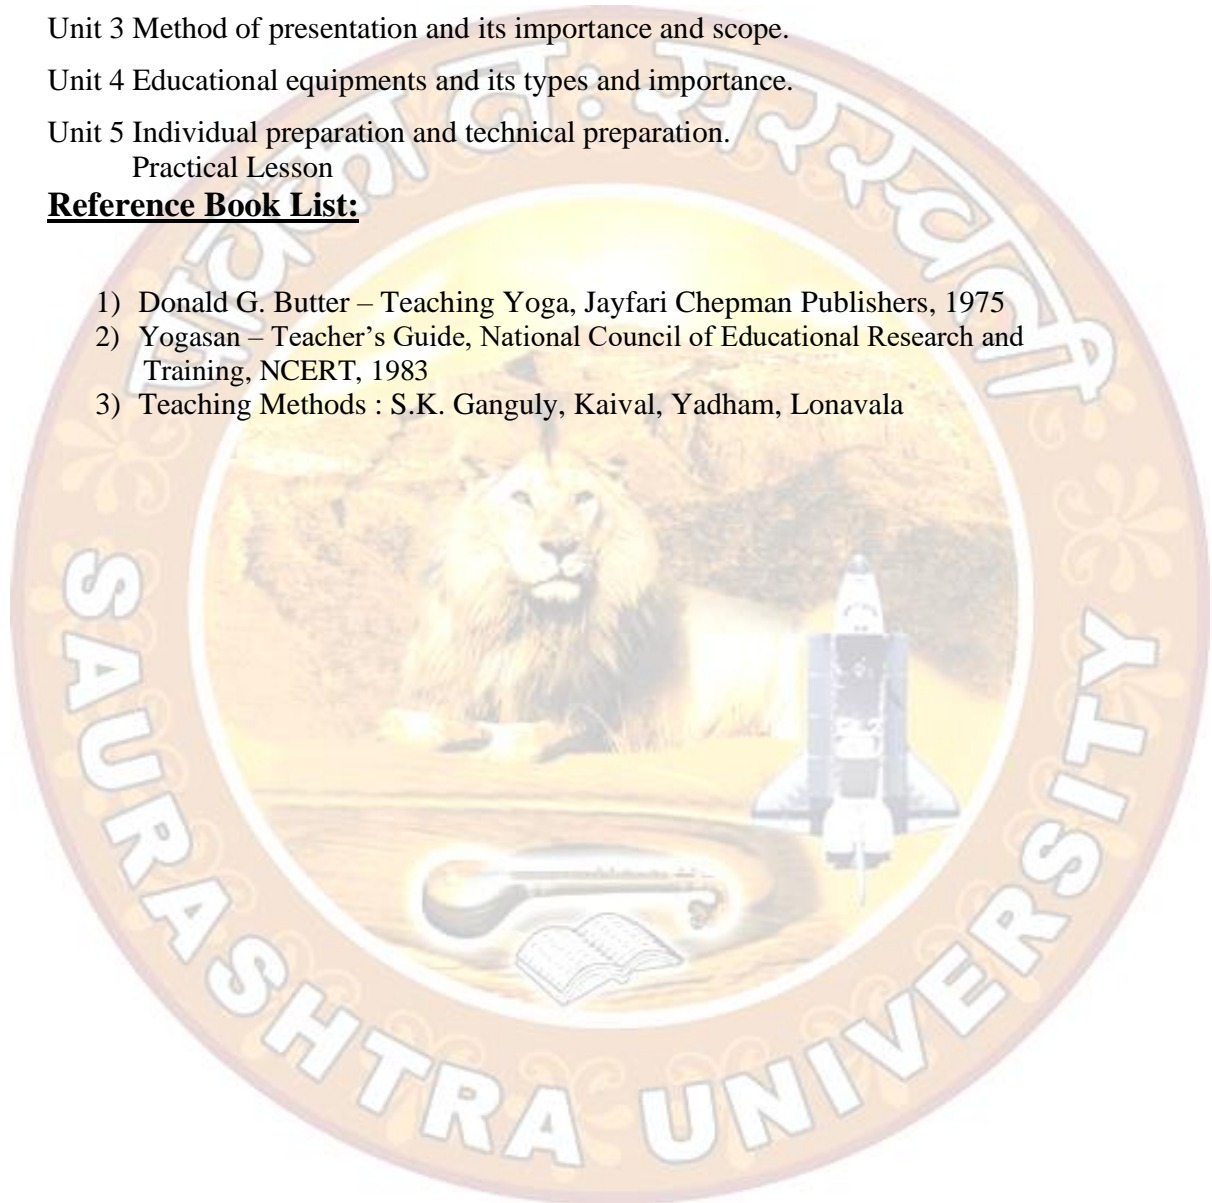 Unit 3 Method of presentation and its importance and scope.
Unit 4 Educational equipments and its types and importance.
Unit 5 Individual preparation and technical preparation.
Practical Lesson
Reference Book List:
1) Donald G. Butter – Teaching Yoga, Jayfari Chepman Publishers, 1975
2) Yogasan – Teacher's Guide, National Council of Educational Research and
Training, NCERT, 1983
3) Teaching Methods : S.K. Ganguly, Kaival, Yadham, Lonavala
SAURASHTRA UNIVERSITY